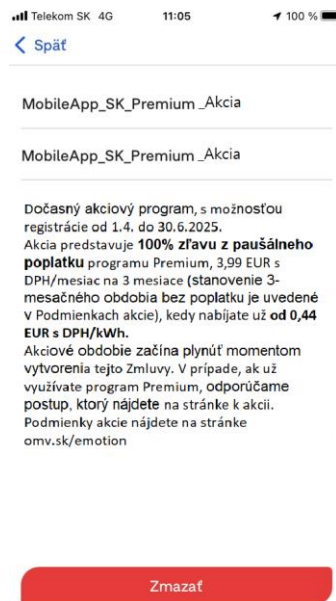 Telekom SK 4G 11:05 100 %
Späť
MobileApp_SK_Premium _Akcia
MobileApp_SK_Premium _Akcia
Dočasný akciový program, s možnosťou
registrácie od 1.4. do 30.6.2025.
Akcia predstavuje 100% zľavu z paušálneho
poplatku programu Premium, 3,99 EUR s
DPH/mesiac na 3 mesiace (stanovenie 3-
mesačného obdobia bez poplatku je uvedené
v Podmienkach akcie), kedy nabíjate už od 0,44
EUR s DPH/kWh.
Akciové obdobie začína plynúť momentom
vytvorenia tejto Zmluvy. V prípade, ak už
využívate program Premium, odporúčame
postup, ktorý nájdete na stránke k akcii.
Podmienky akcie nájdete na stránke
omv.sk/emotion
Zmazať